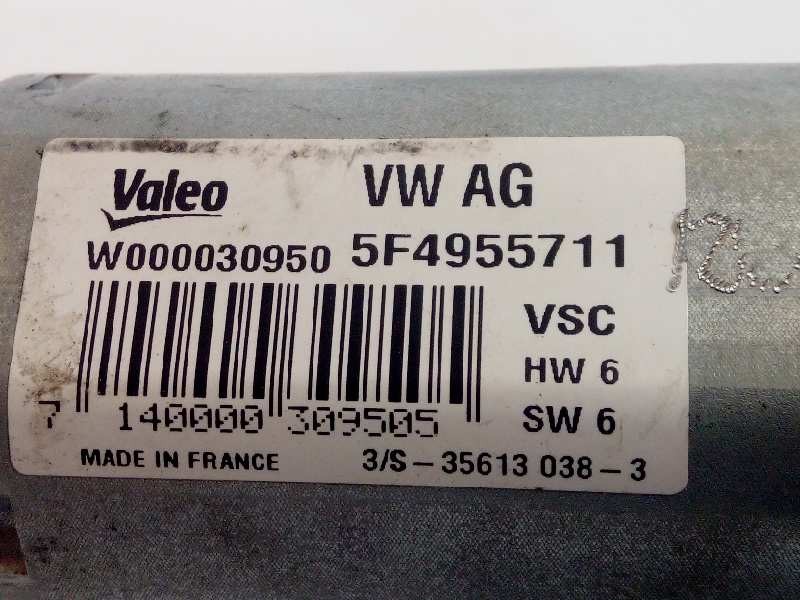 Valeo VW AG
W000030950 5F4955711
VSC
HW 6
7 140000 309505 SW 6
MADE IN FRANCE 3/S-35613 038-3